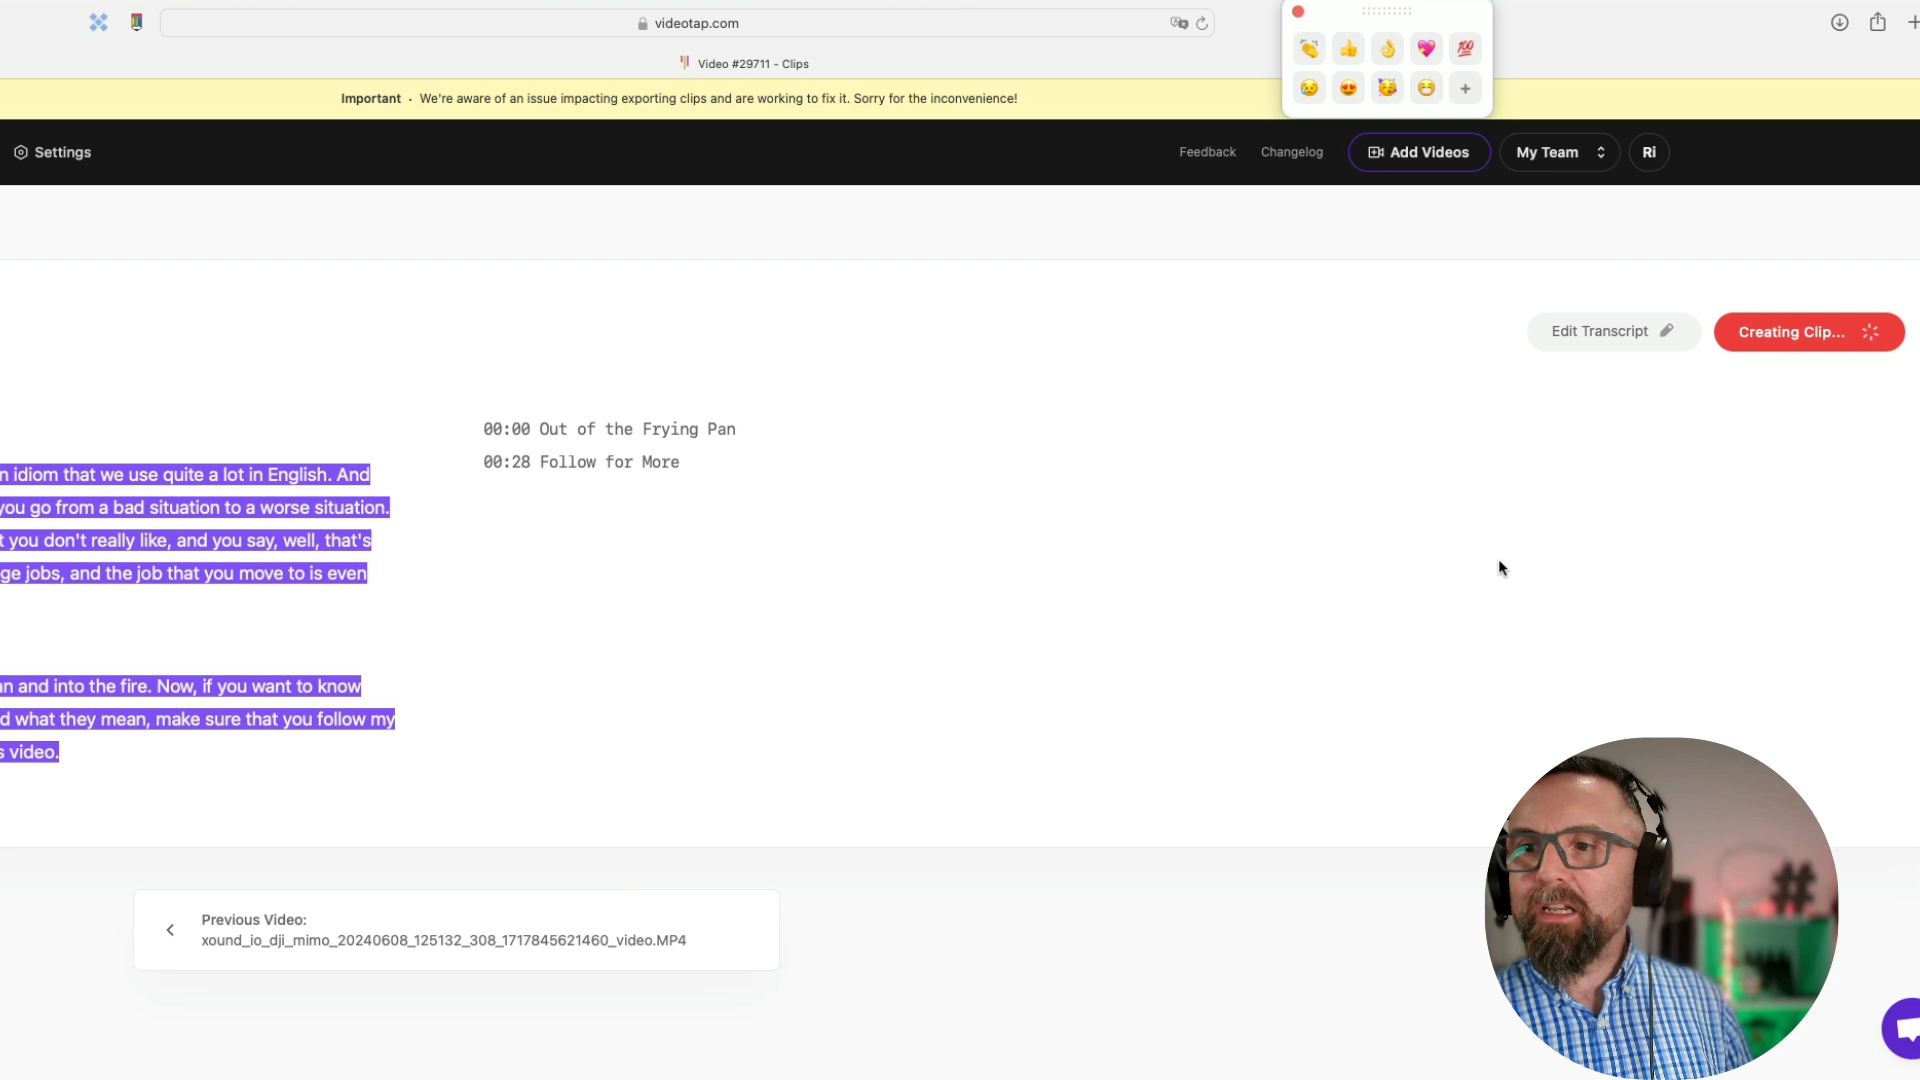 videotap.com
Video #29711 - Clips
Important · We're aware of an issue impacting exporting clips and are working to fix it. Sorry for the inconvenience!
Settings
Feedback
Changelog
Add Videos
My Team
Ri
Edit Transcript
Creating Clip...
00:00 Out of the Frying Pan
00:28 Follow for More
n idiom that we use quite a lot in English. And
you go from a bad situation to a worse situation.
t you don't really like, and you say, well, that's
ge jobs, and the job that you move to is even
an and into the fire. Now, if you want to know
d what they mean, make sure that you follow my
s video.
Previous Video:
xound_io_dji_mimo_20240608_125132_308_1717845621460_video.MP4
💯
#